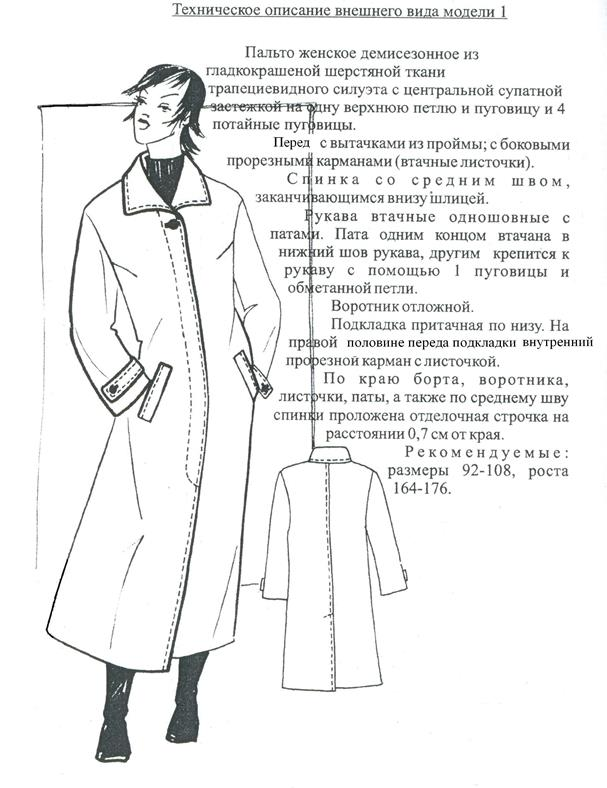 Техническое описание внешнего вида модели 1
Пальто женское демисезонное из
гладкокрашеной шерстяной ткани
трапециевидного силуэта с центральной супатной
застежкой на одну верхнюю петлю и пуговицу и 4
потайные пуговицы.
Перед с вытачками из проймы; с боковыми
прорезными карманами (втачные листочки).
Спинка со средним швом,
заканчивающимся внизу шлицей.
Рукава втачные одношовные с
патами. Пата одним концом втачана в
нижний шов рукава, другим крепится к
рукаву с помощью 1 пуговицы и
обметанной петли.
Воротник отложной.
Подкладка притачная по низу. На
правой половине переда подкладки внутренний
прорезной карман с листочкой.
По краю борта, воротника,
листочки, паты, а также по среднему шву
спинки проложена отделочная строчка на
расстоянии 0,7 см от края.
Рекомендуемые:
размеры 92-108, роста
164-176.